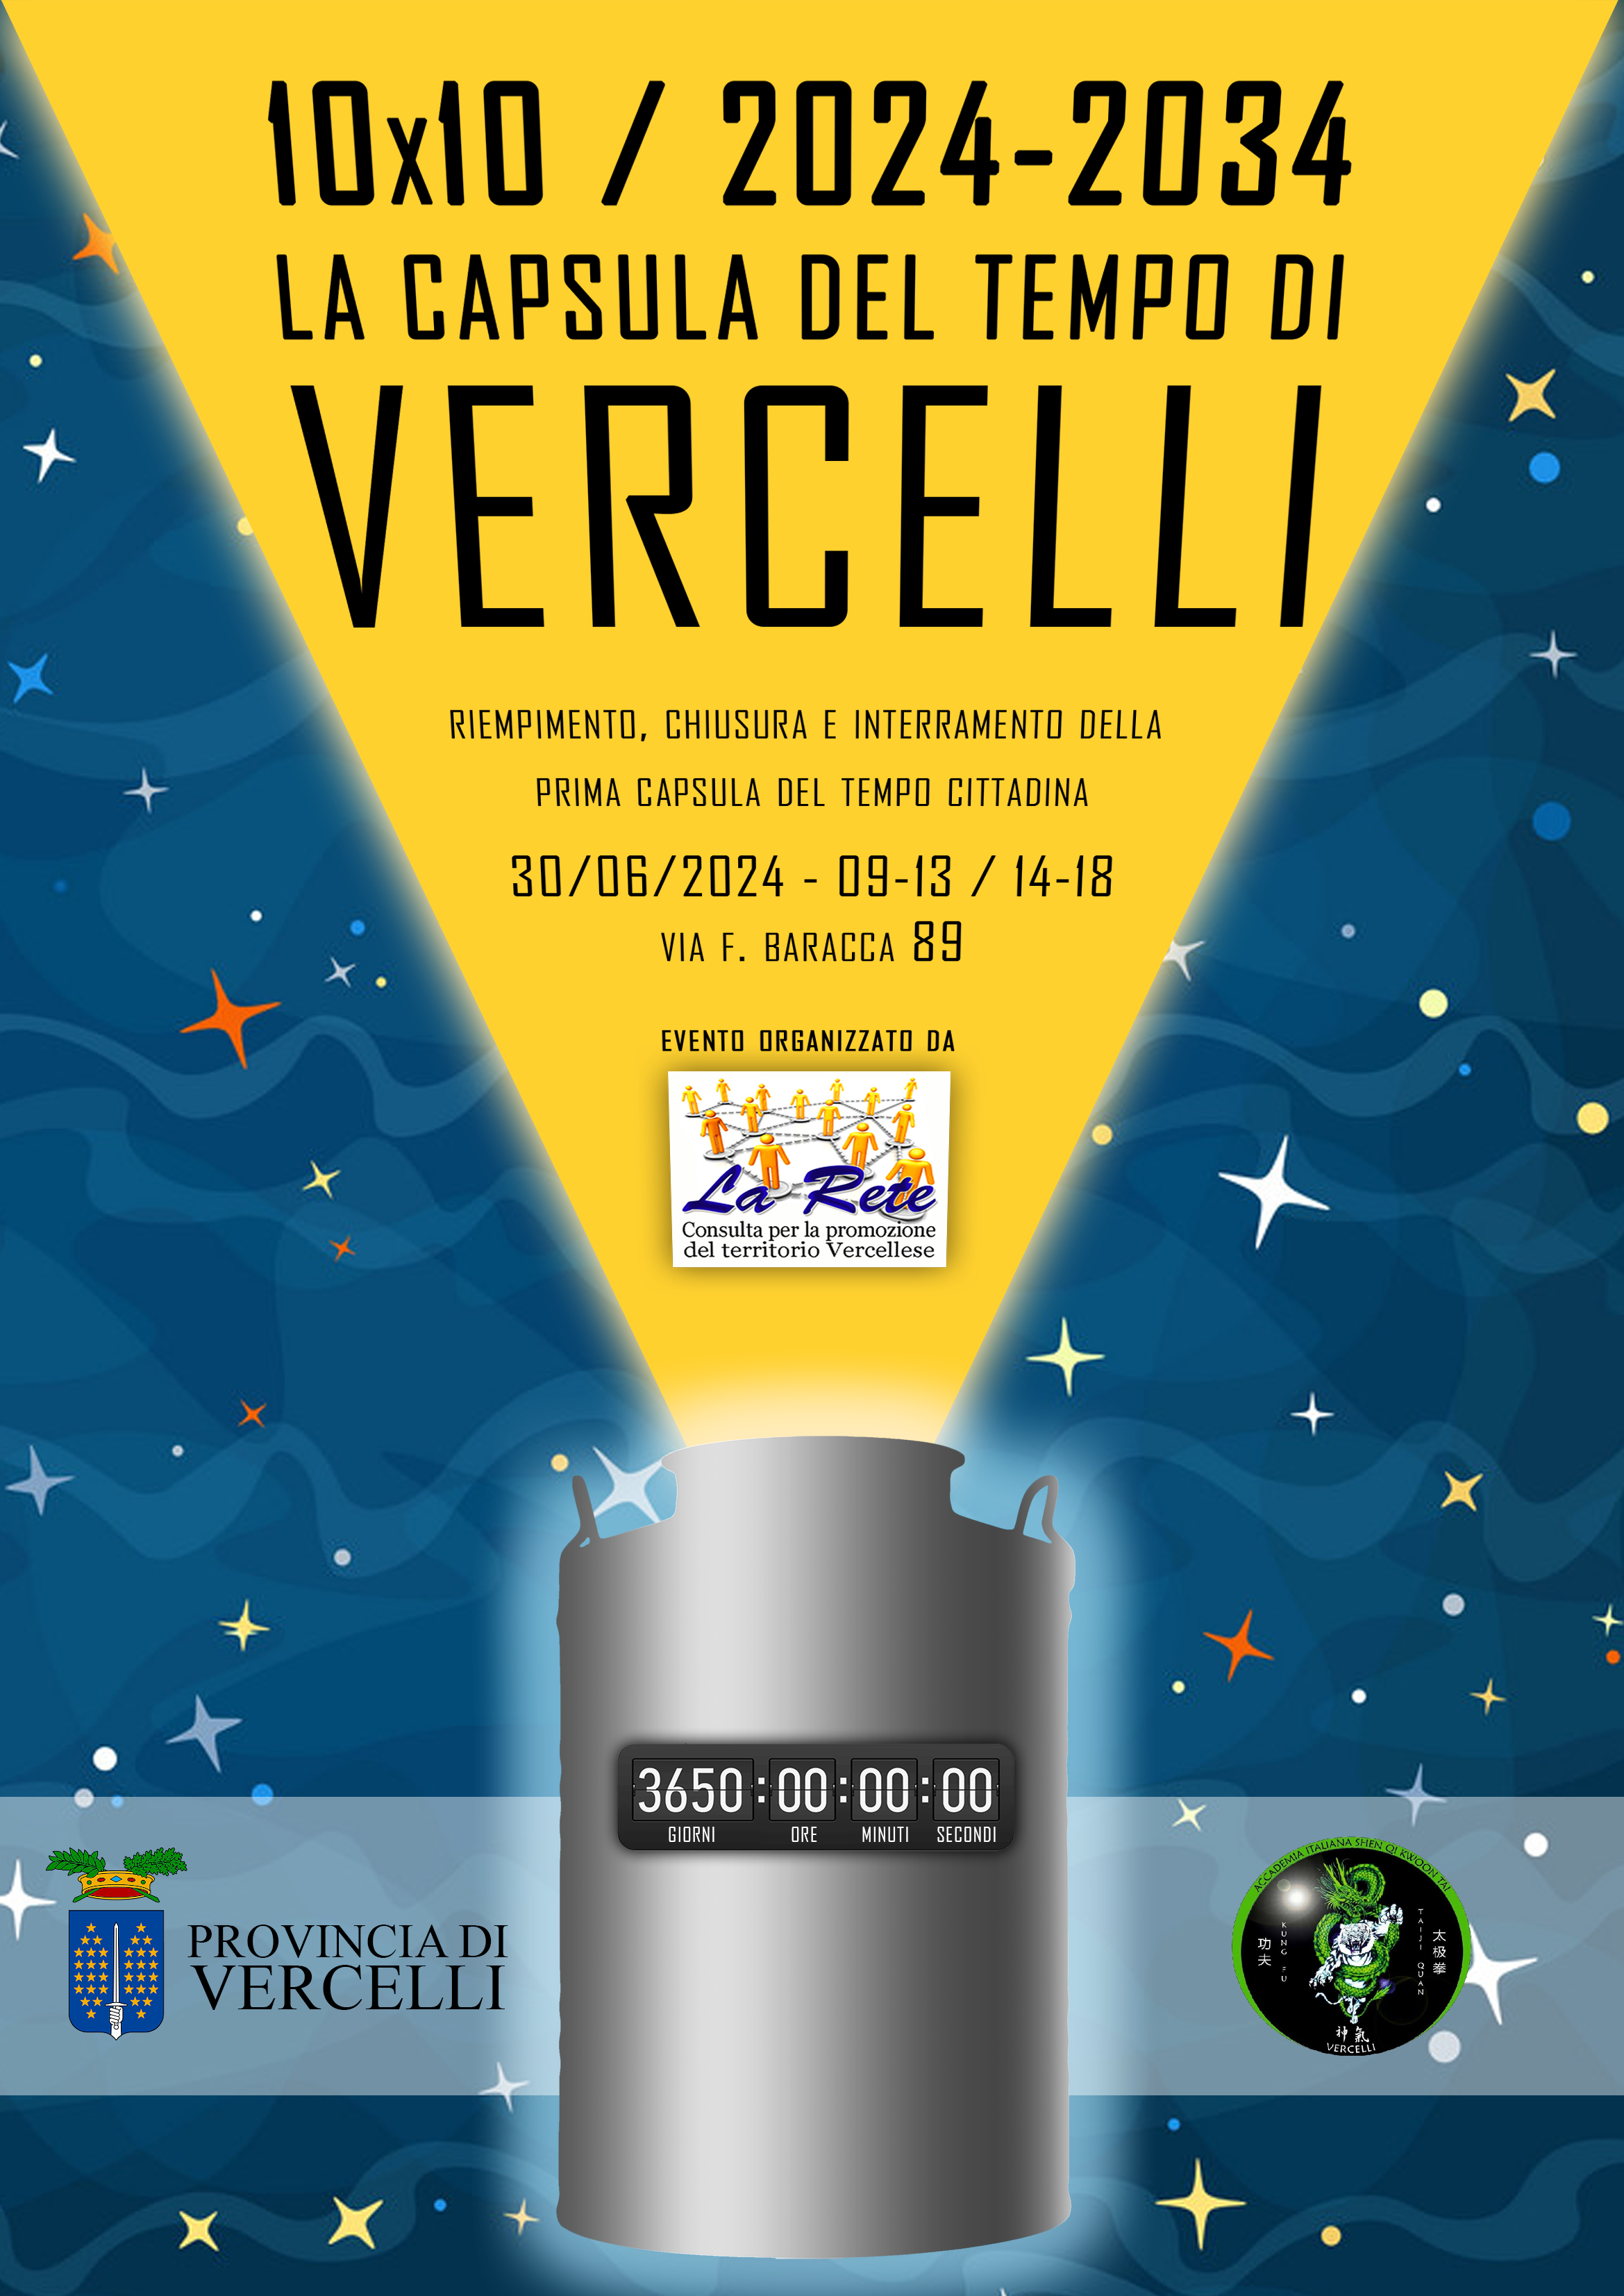 10x10 / 2024-2034
LA CAPSULA DEL TEMPO DI
VERCELLI
RIEMPIMENTO, CHIUSURA E INTERRAMENTO DELLA
PRIMA CAPSULA DEL TEMPO CITTADINA
30/06/2024 - 09-13 / 14-18
VIA F. BARACCA 89
EVENTO ORGANIZZATO DA
La Rete
Consulta per la promozione
del territorio Vercellese
3650:00:00:00
GIORNI ORE MINUTI SECONDI
PROVINCIA DI
VERCELLI
ACCADEMIA ITALIANA SHEN QI KWOON TAI
功夫
KUNG FU
TAIJI QUAN
太极拳
神氣
VERCELLI